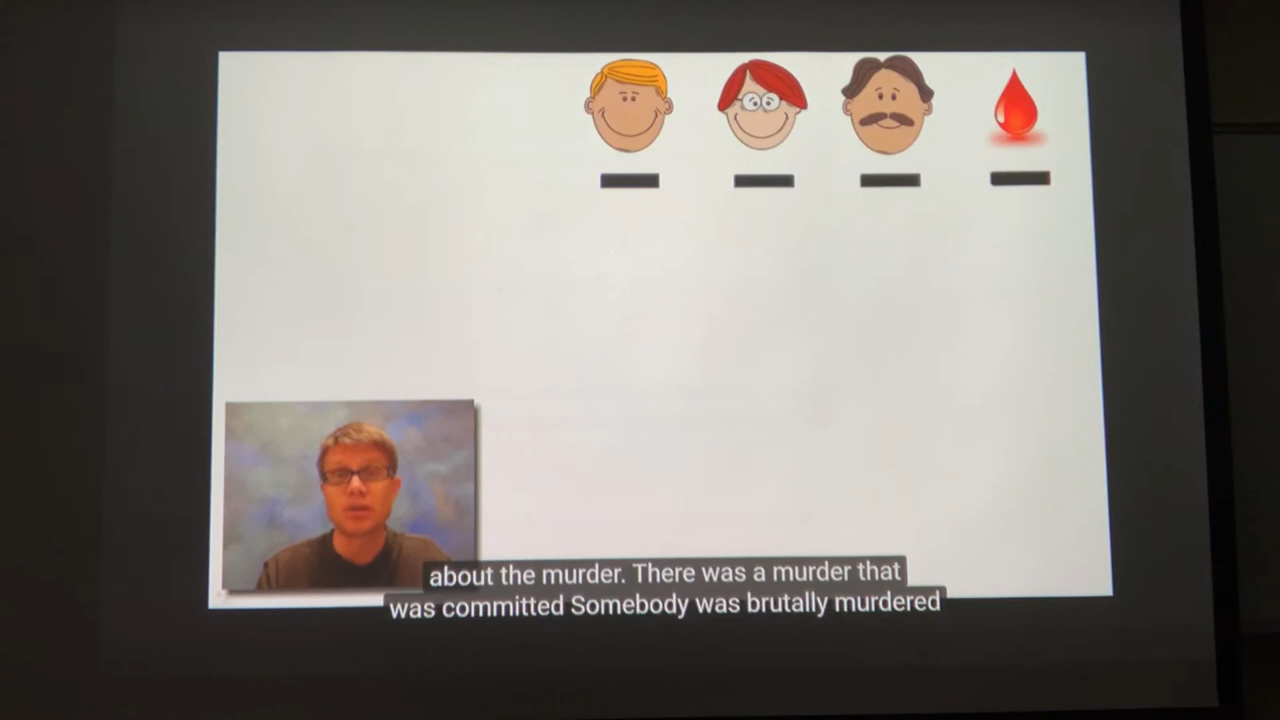 about the murder. There was a murder that
was committed Somebody was brutally murdered